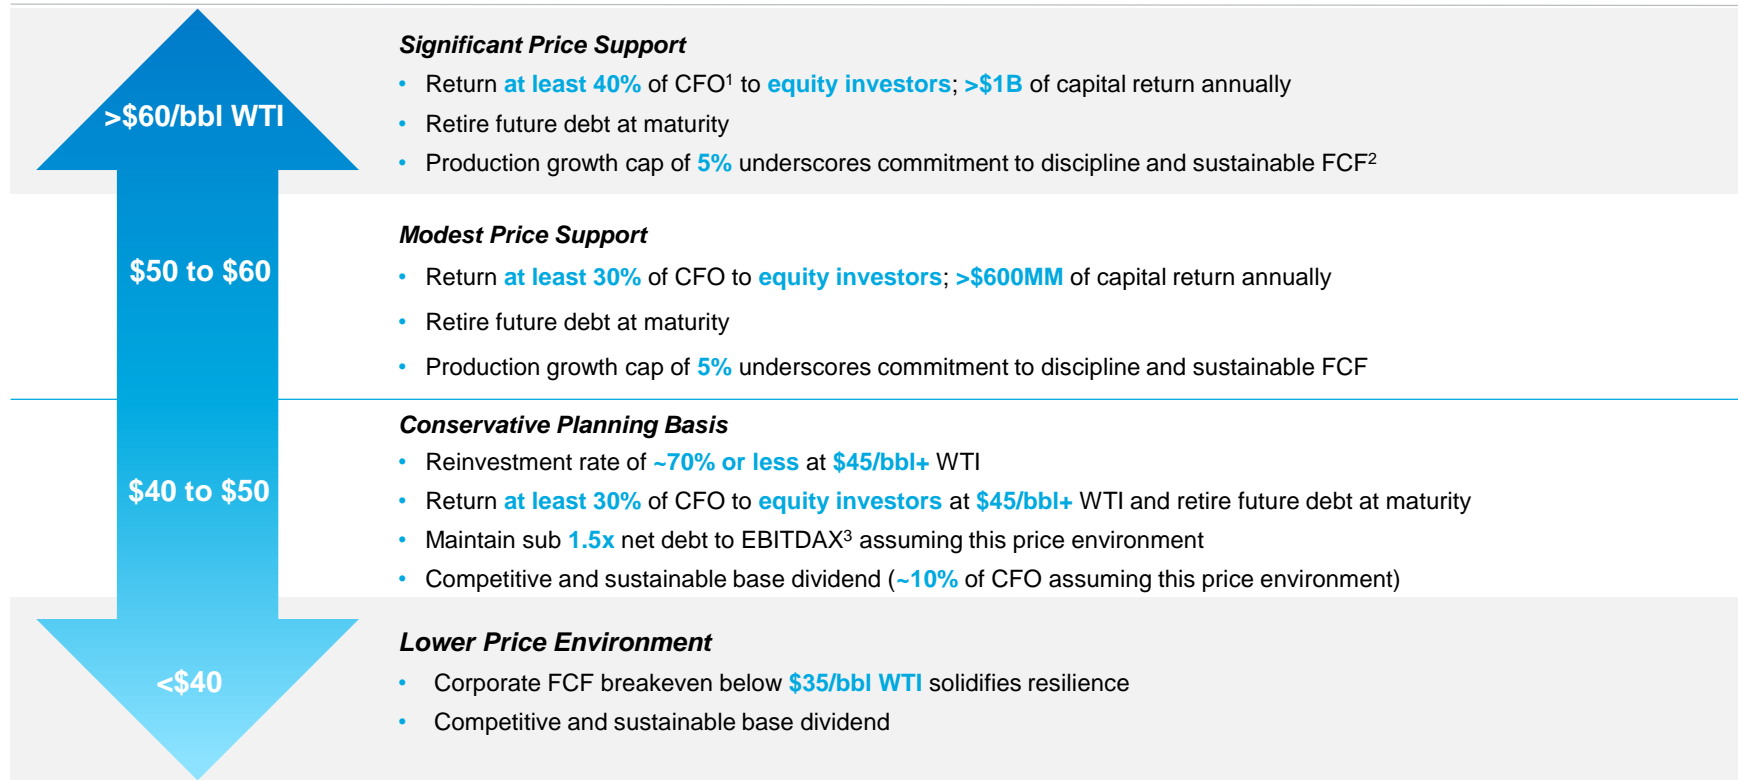 >$60/bbl WTI
Significant Price Support
• Return at least 40% of CFO¹ to equity investors; >$1B of capital return annually
• Retire future debt at maturity
• Production growth cap of 5% underscores commitment to discipline and sustainable FCF²
$50 to $60
Modest Price Support
• Return at least 30% of CFO to equity investors; >$600MM of capital return annually
• Retire future debt at maturity
• Production growth cap of 5% underscores commitment to discipline and sustainable FCF
$40 to $50
Conservative Planning Basis
• Reinvestment rate of ~70% or less at $45/bbl+ WTI
• Return at least 30% of CFO to equity investors at $45/bbl+ WTI and retire future debt at maturity
• Maintain sub 1.5x net debt to EBITDAX³ assuming this price environment
• Competitive and sustainable base dividend (~10% of CFO assuming this price environment)
<$40
Lower Price Environment
• Corporate FCF breakeven below $35/bbl WTI solidifies resilience
• Competitive and sustainable base dividend